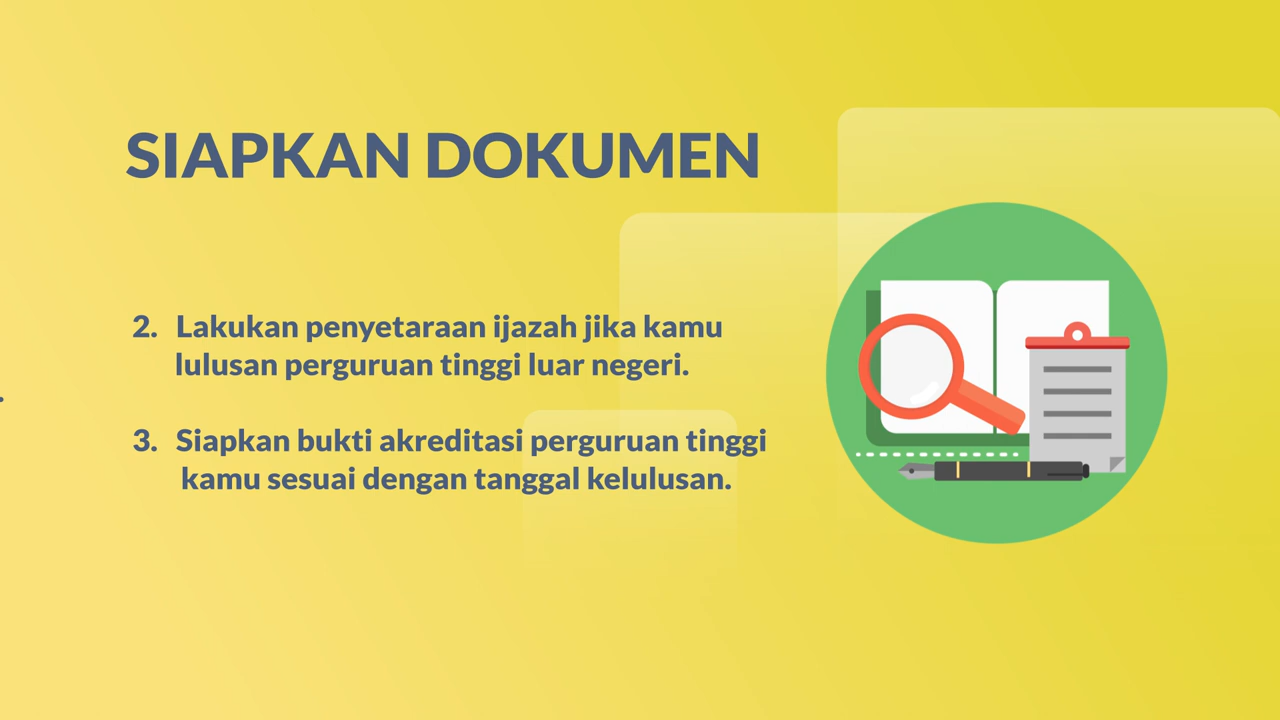 SIAPKAN DOKUMEN
2. Lakukan penyetaraan ijazah jika kamu
lulusan perguruan tinggi luar negeri.
3. Siapkan bukti akreditasi perguruan tinggi
kamu sesuai dengan tanggal kelulusan.